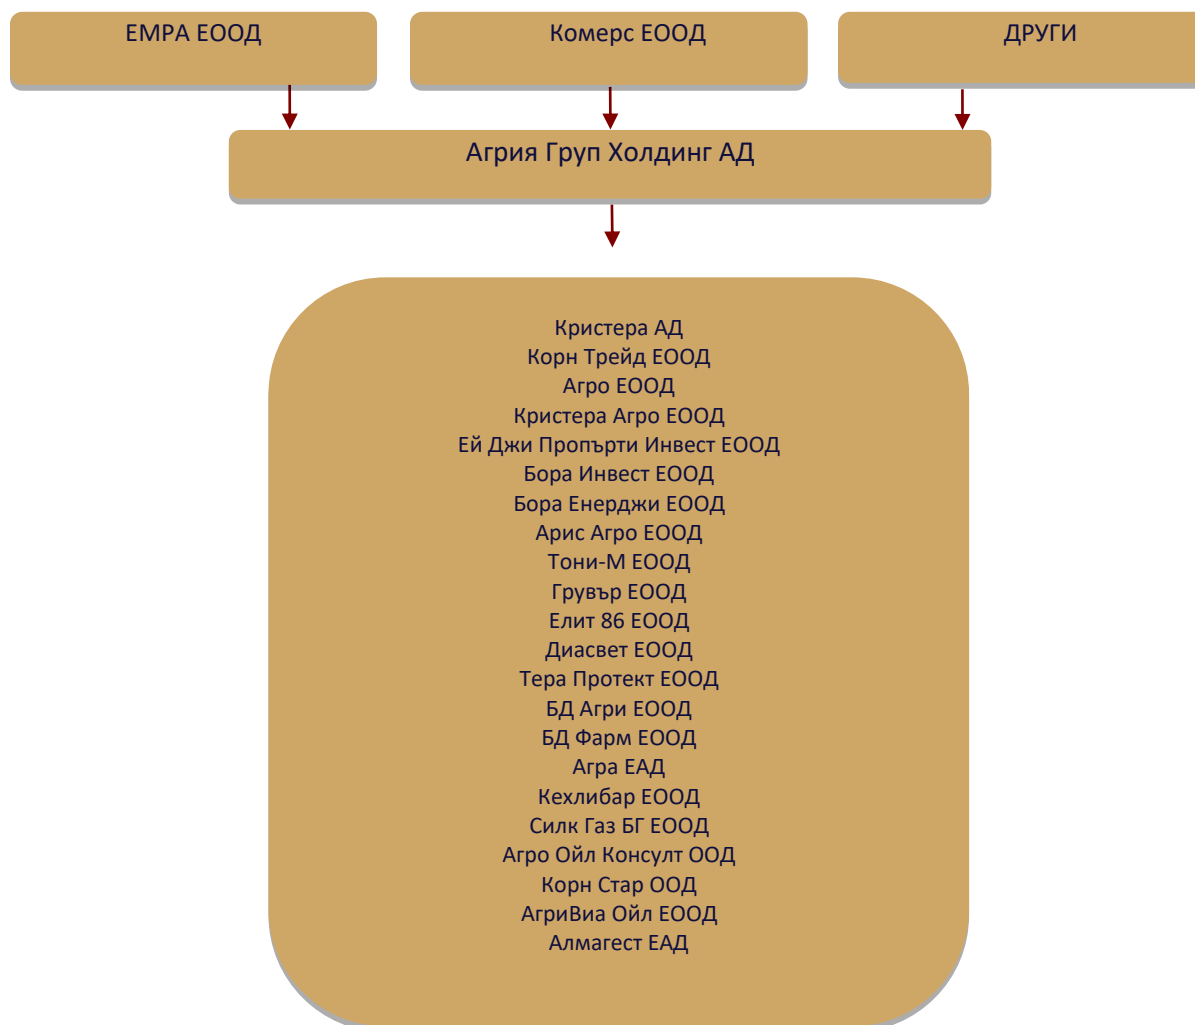 ЕМРА ЕООД
Комерс ЕООД
ДРУГИ
Агрия Груп Холдинг АД
Кристера АД
Корн Трейд ЕООД
Агро ЕООД
Кристера Агро ЕООД
Ей Джи Пропърти Инвест ЕООД
Бора Инвест ЕООД
Бора Енерджи ЕООД
Арис Агро ЕООД
Тони-М ЕООД
Грувър ЕООД
Елит 86 ЕООД
Диасвет ЕООД
Тера Протект ЕООД
БД Агри ЕООД
БД Фарм ЕООД
Агра ЕАД
Кехлибар ЕООД
Силк Газ БГ ЕООД
Агро Ойл Консулт ООД
Корн Стар ООД
АгриВиа Ойл ЕООД
Алмагест ЕАД